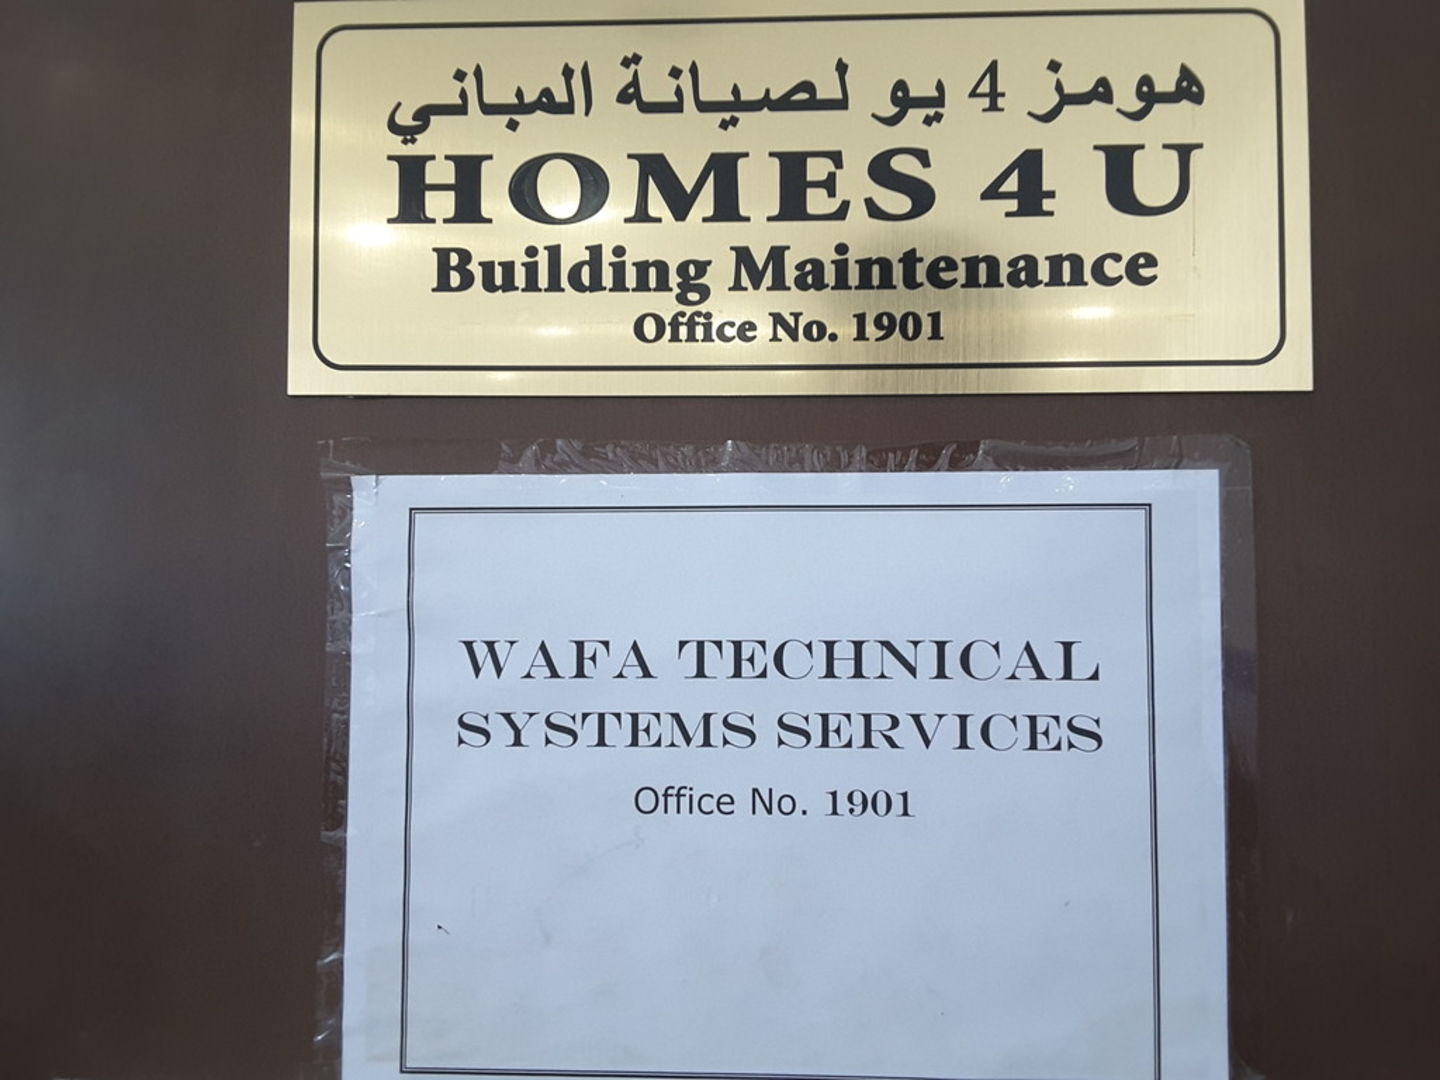 هومز 4 يو لصيانة المباني
HOMES 4 U
Building Maintenance
Office No. 1901
WAFA TECHNICAL
SYSTEMS SERVICES
Office No. 1901